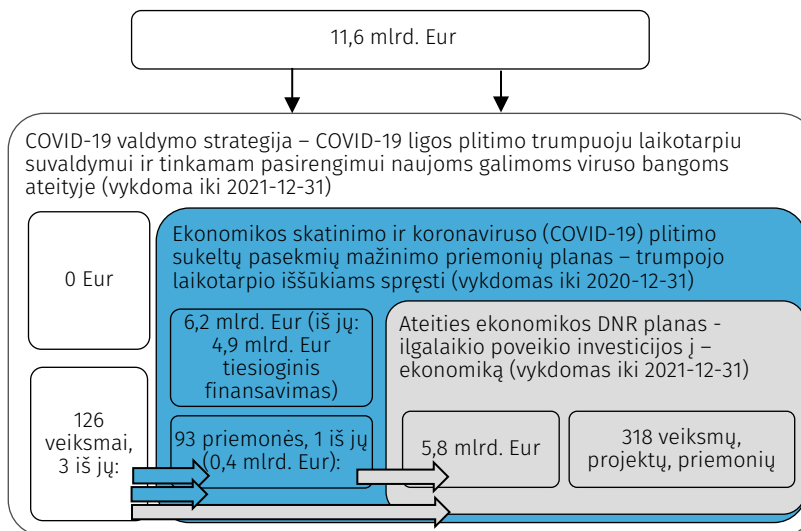 11,6 mlrd. Eur
COVID-19 valdymo strategija – COVID-19 ligos plitimo trumpuoju laikotarpiu
suvaldymui ir tinkamam pasirengimui naujoms galimoms viruso bangoms
ateityje (vykdoma iki 2021-12-31)
0 Eur
126
veiksmai,
3 iš jų:
Ekonomikos skatinimo ir koronaviruso (COVID-19) plitimo
sukeltų pasekmių mažinimo priemonių planas – trumpojo
laikotarpio iššūkiams spręsti (vykdomas iki 2020-12-31)
6,2 mlrd. Eur (iš jų:
4,9 mlrd. Eur
tiesioginis
finansavimas)
93 priemonės, 1 iš jų
(0,4 mlrd. Eur):
Ateities ekonomikos DNR planas -
ilgalaikio poveikio investicijos į –
ekonomiką (vykdomas iki 2021-12-31)
5,8 mlrd. Eur
318 veiksmų,
projektų, priemonių